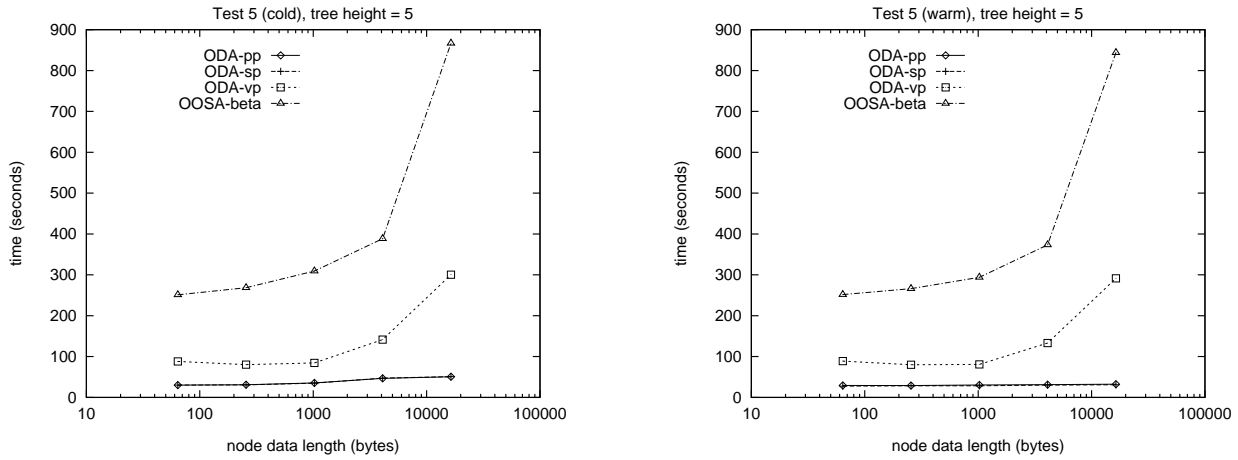 Test 5 (cold), tree height = 5
900
800
700
600
500
400
300
200
100
0
time (seconds)
ODA-pp
ODA-sp
ODA-vp
OOSA-beta
10 100 1000 10000 100000
node data length (bytes)
Test 5 (warm), tree height = 5
900
800
700
600
500
400
300
200
100
0
time (seconds)
ODA-pp
ODA-sp
ODA-vp
OOSA-beta
10 100 1000 10000 100000
node data length (bytes)